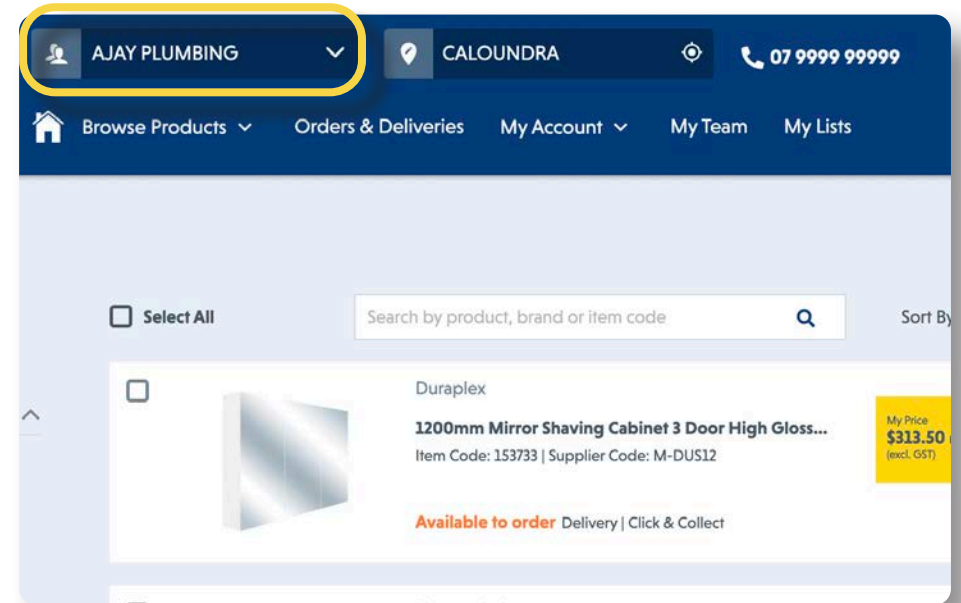 AJAY PLUMBING
CALOUNDRA
07 9999 99999
Browse Products
Orders & Deliveries
My Account
My Team
My Lists
Select All
Search by product, brand or item code
Sort By
Duraplex
1200mm Mirror Shaving Cabinet 3 Door High Gloss...
Item Code: 153733 | Supplier Code: M-DUS12
My Price
$313.50
(excl. GST)
Available to order Delivery | Click & Collect